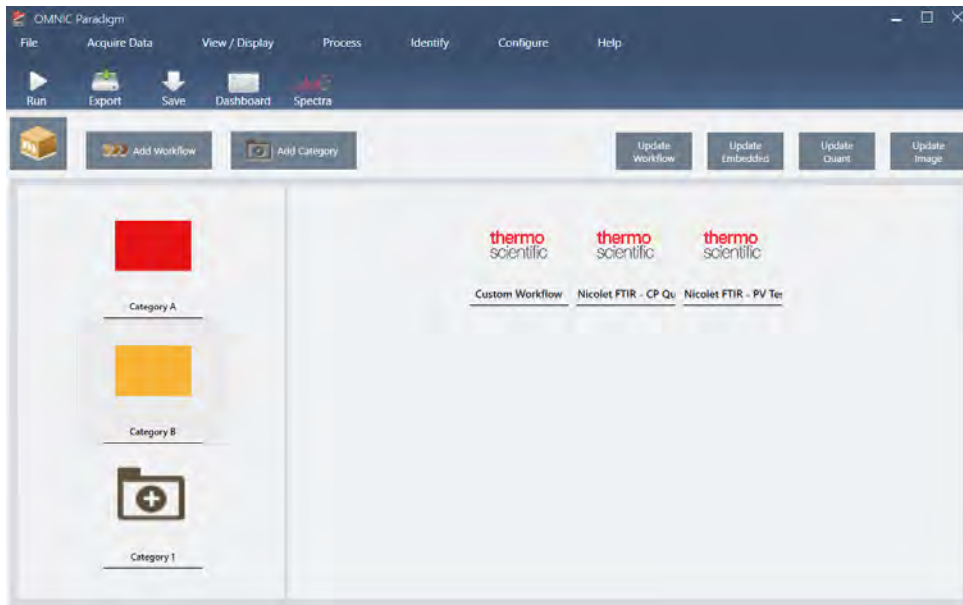 OMNIC Paradigm
File Acquire Data View / Display Process Identify Configure Help
Run Export Save Dashboard Spectra
Add Workflow Add Category
Update Workflow
Update Embedded
Update Quant
Update Image
thermo scientific
thermo scientific
thermo scientific
Custom Workflow Nicolet FTIR - CP Qu Nicolet FTIR - PV Tes
Category A
Category B
Category 1